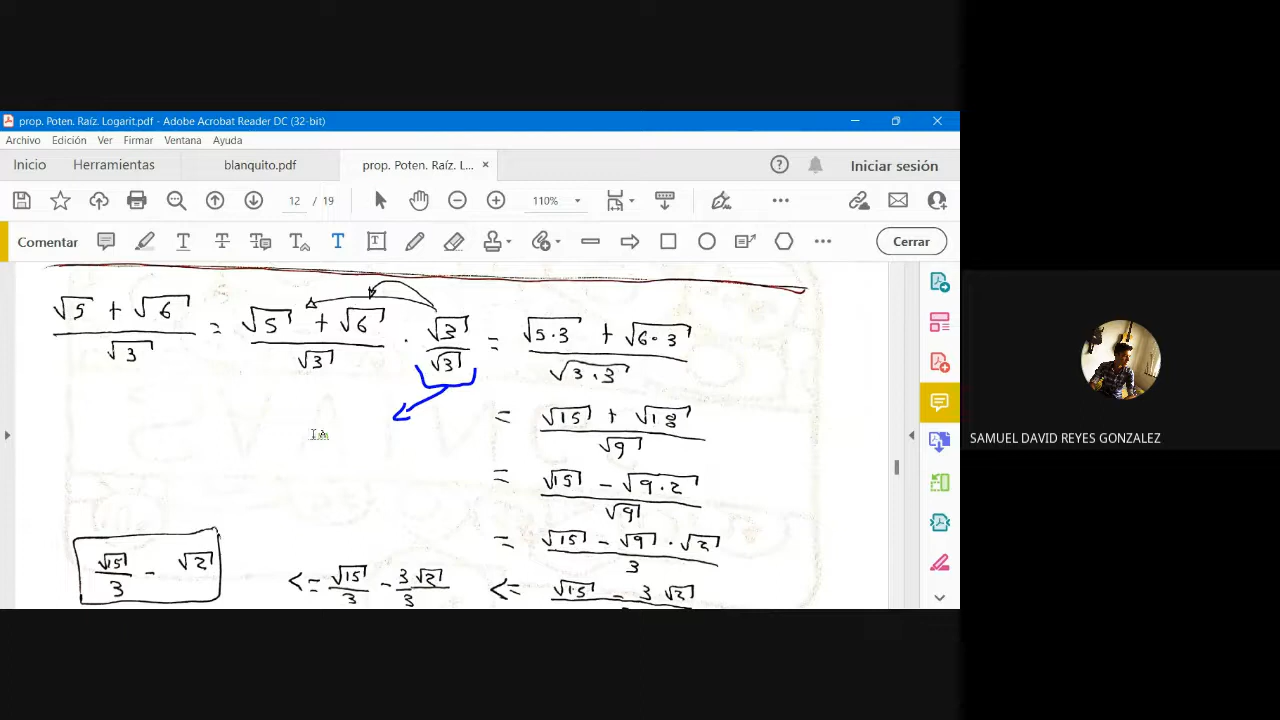 prop. Poten. Raíz. Logarit.pdf - Adobe Acrobat Reader DC (32-bit)
Archivo Edición Ver Firmar Ventana Ayuda
Inicio Herramientas blanquito.pdf prop. Poten. Raíz. L... × Iniciar sesión
12 / 19 110%
Comentar Cerrar
(√5 + √6)/√3 = (√5 + √6)/√3 · √3/√3 = (√5·3 + √6·3)/√3·3
= (√15 + √18)/√9
= (√15 - √9·2)/√9
= (√15 - √9 · √2)/3
√15/3 - √2 <= √15/3 - 3√2/3 <= √15 - 3√2
SAMUEL DAVID REYES GONZALEZ